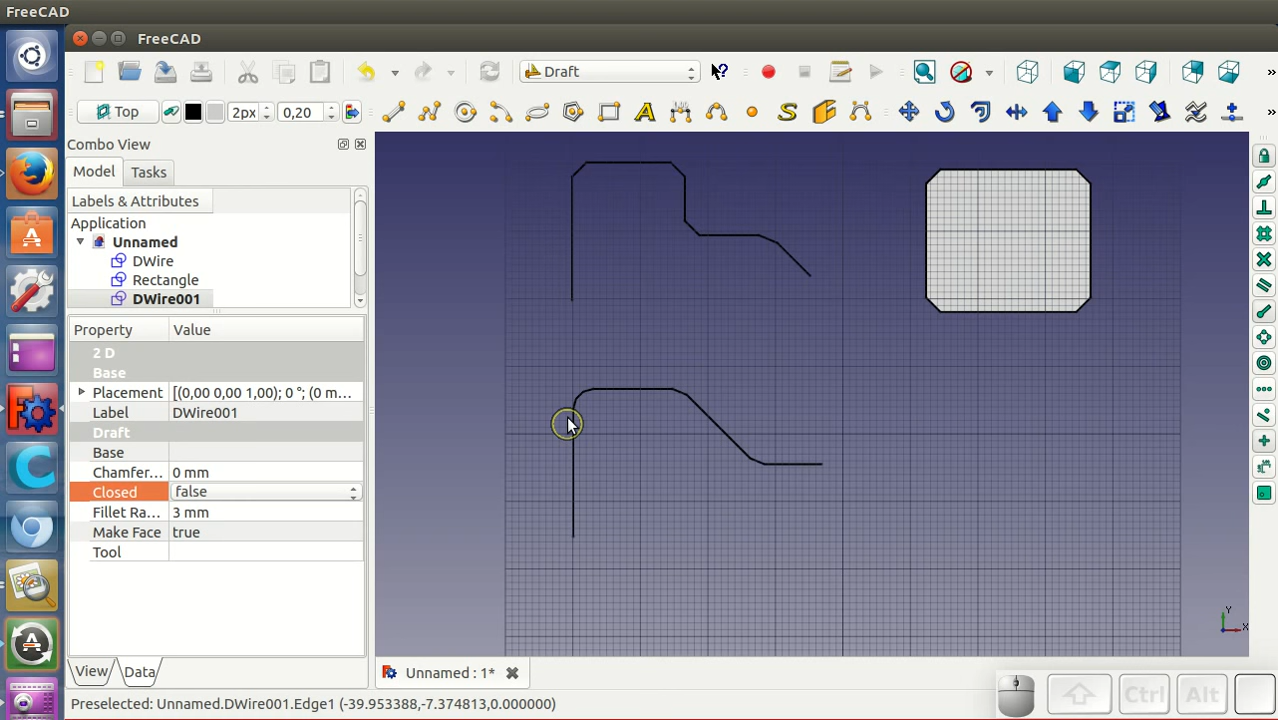 FreeCAD
FreeCAD
Draft
»
Top
2px
0,20
»
Combo View
Model
Tasks
Labels & Attributes
Application
Unnamed
DWire
Rectangle
DWire001
Property
Value
2 D
Base
Placement
[(0,00 0,00 1,00); 0 °; (0 m...
Label
DWire001
Draft
Base
Chamfer...
0 mm
Closed
false
Fillet Ra...
3 mm
Make Face
true
Tool
View
Data
Y
X
Unnamed : 1*
Ctrl
Alt
Preselected: Unnamed.DWire001.Edge1 (-39.953388,-7.374813,0.000000)